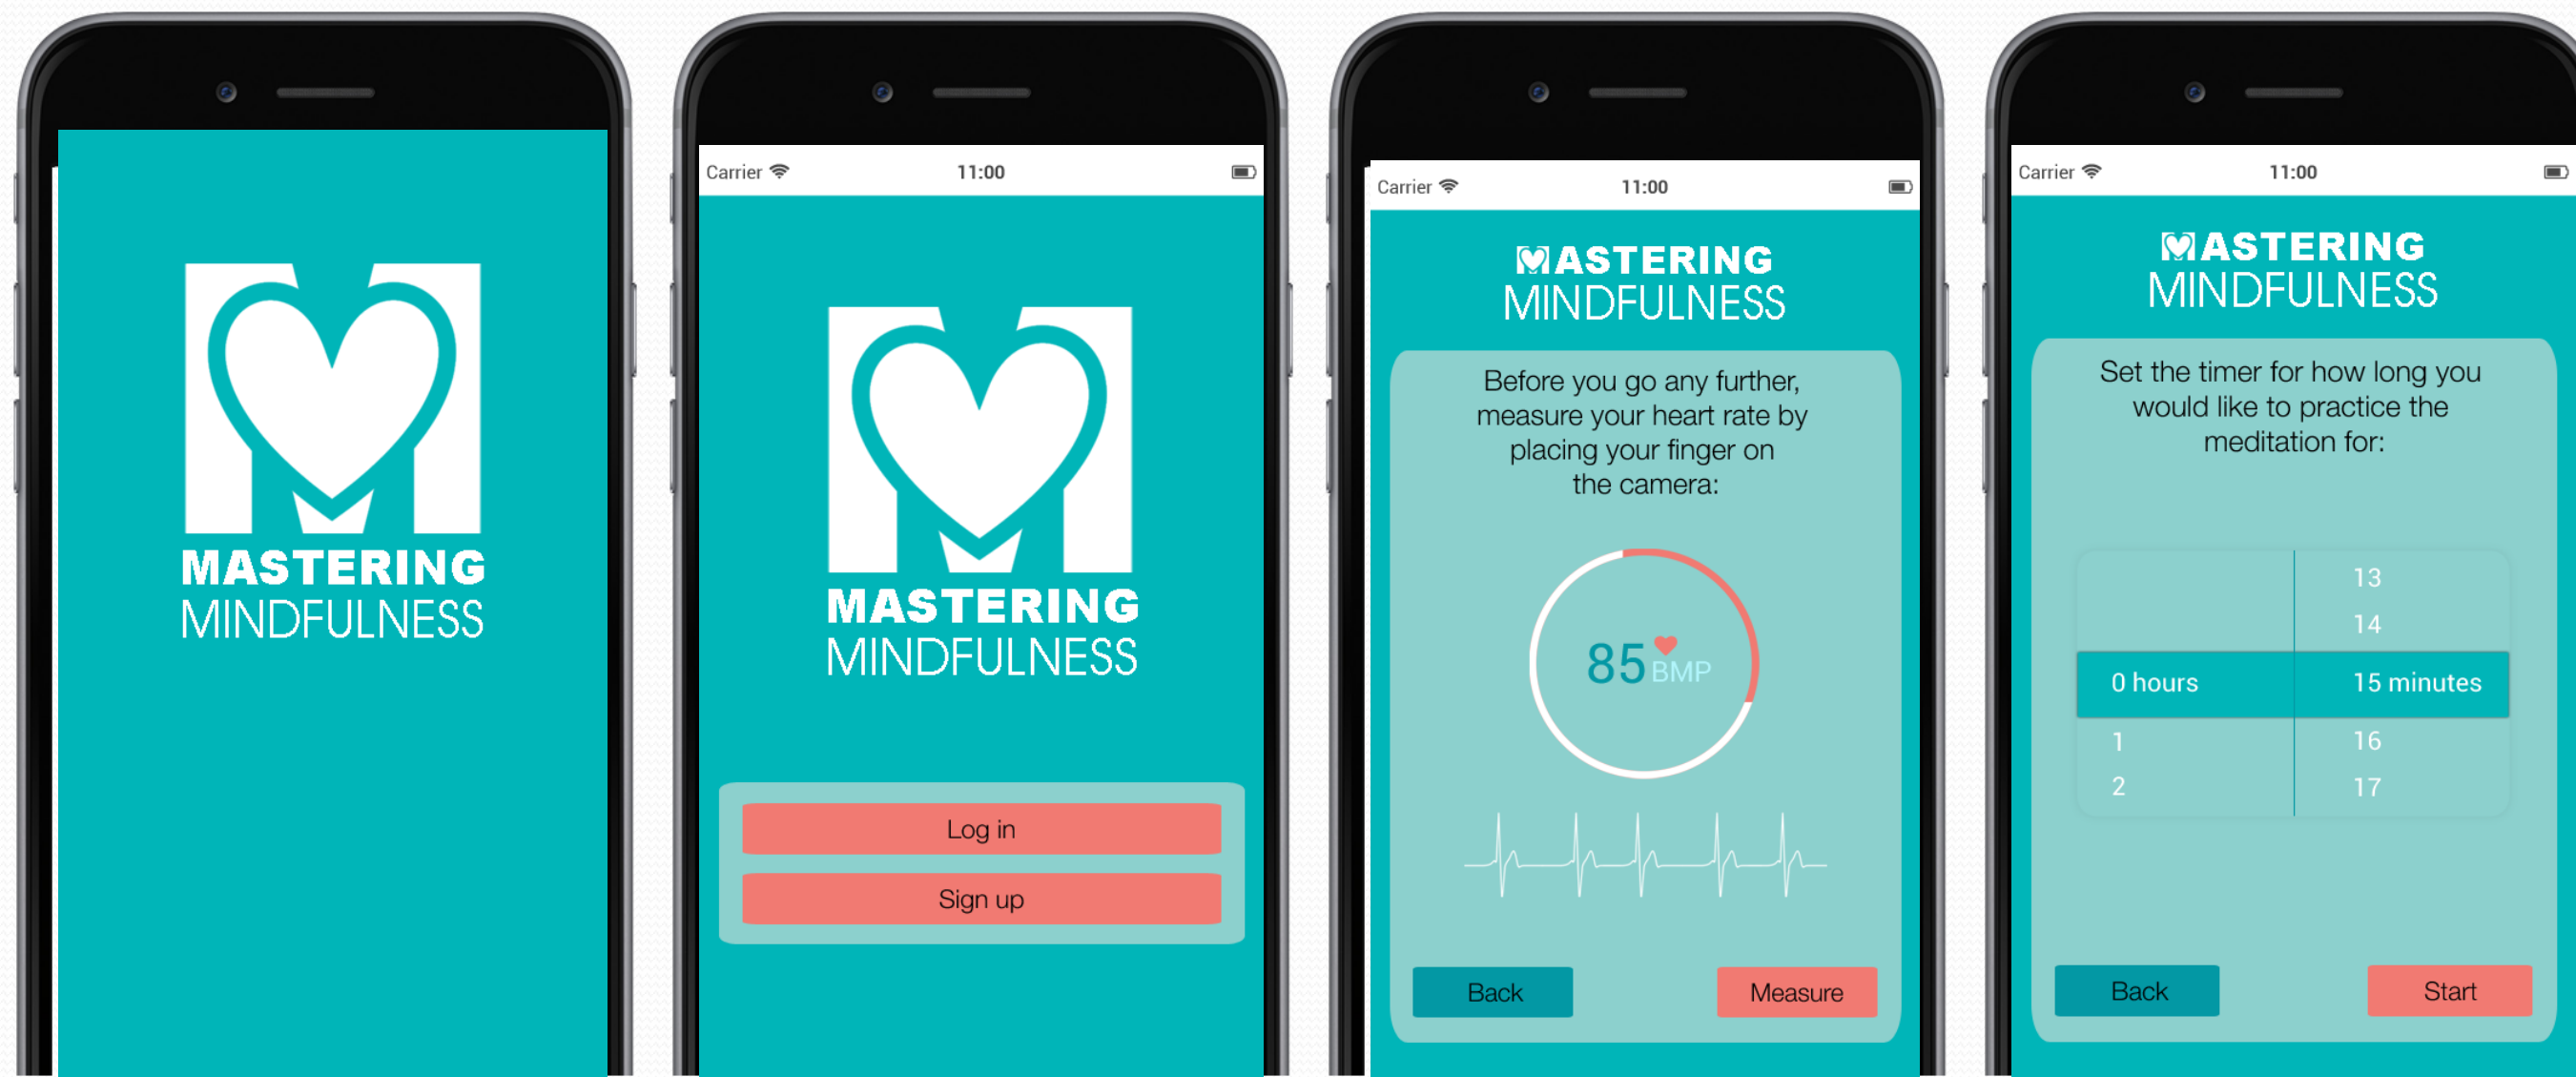 MASTERING
MINDFULNESS
Carrier 11:00
MASTERING
MINDFULNESS
Log in
Sign up
Carrier 11:00
MASTERING
MINDFULNESS
Before you go any further,
measure your heart rate by
placing your finger on
the camera:
85 BMP
Back Measure
Carrier 11:00
MASTERING
MINDFULNESS
Set the timer for how long you
would like to practice the
meditation for:
13
14
0 hours 15 minutes
1 16
2 17
Back Start